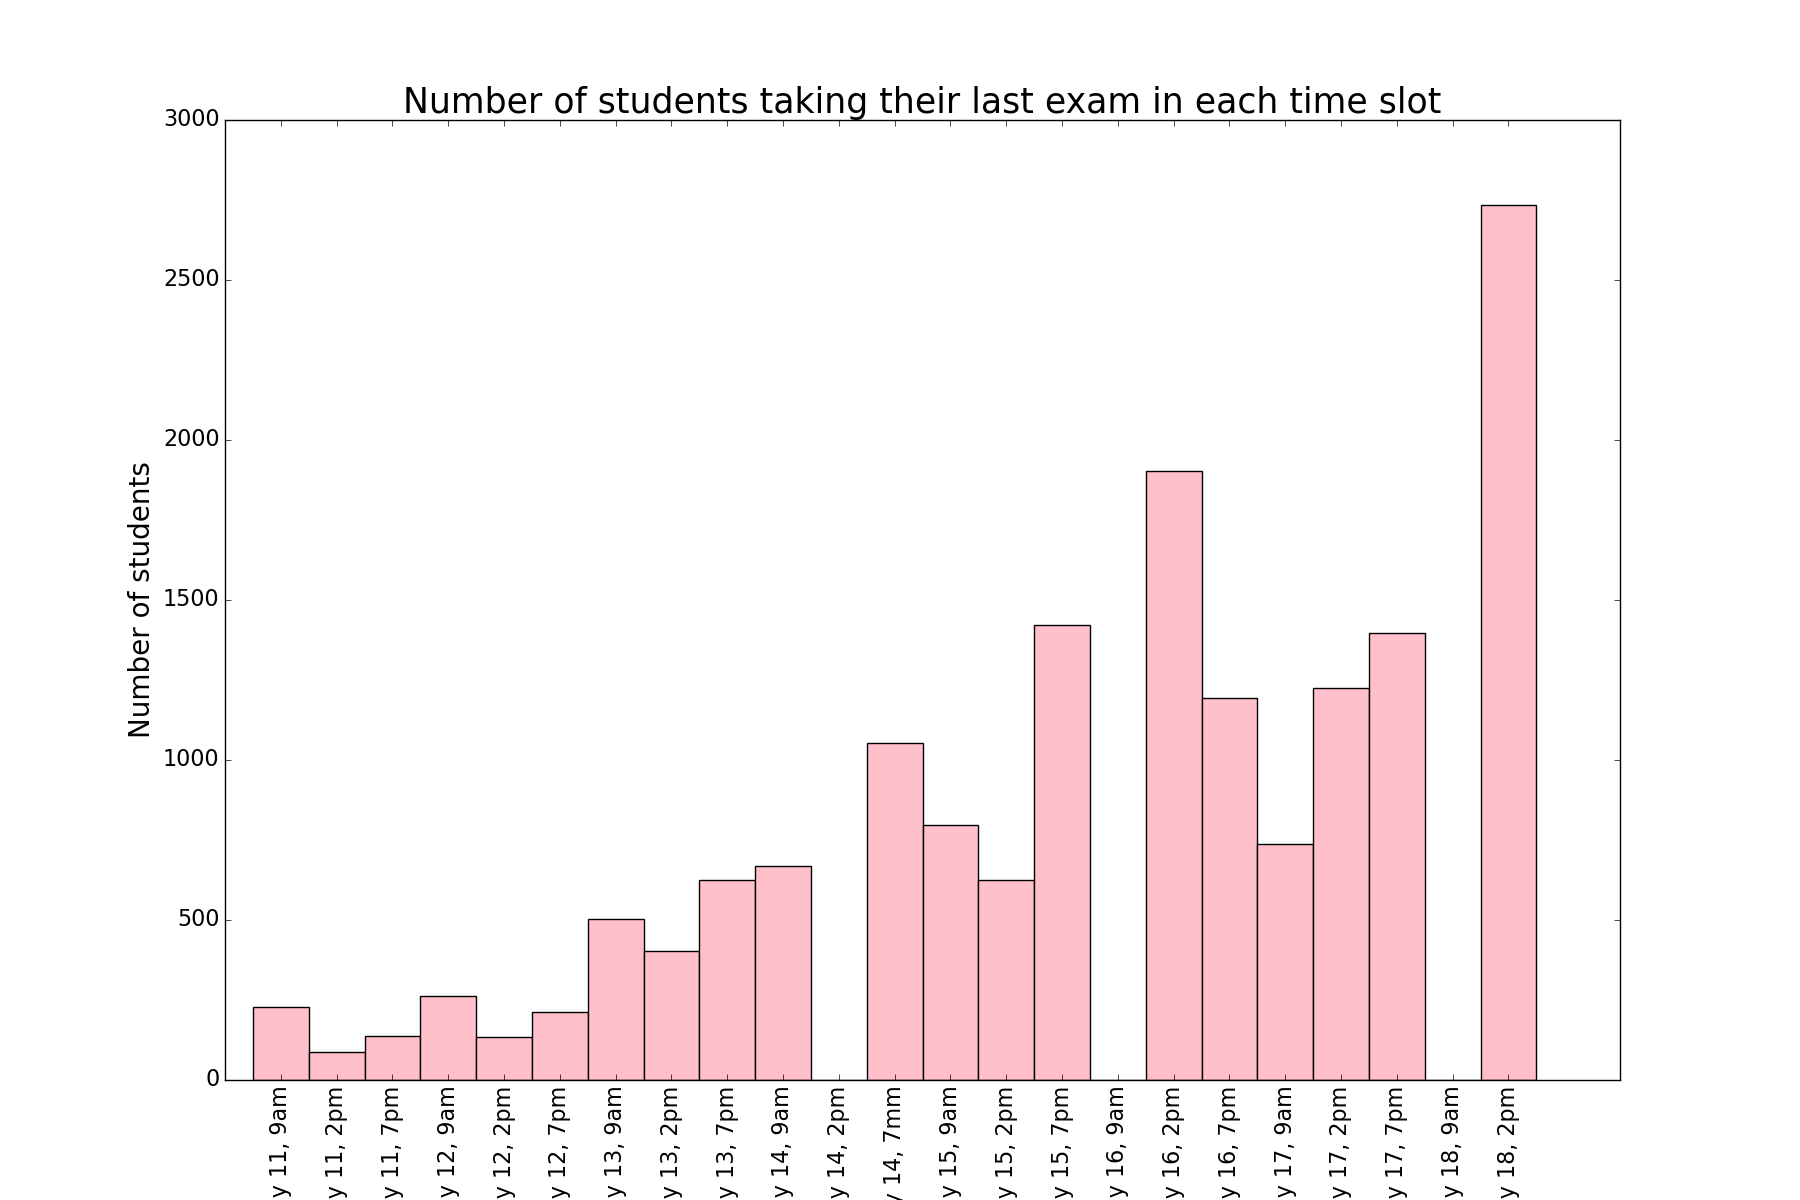 Number of students taking their last exam in each time slot
3000
2500
2000
1500
1000
500
0
Number of students
y 11, 9am
y 11, 2pm
y 11, 7pm
y 12, 9am
y 12, 2pm
y 12, 7pm
y 13, 9am
y 13, 2pm
y 13, 7pm
y 14, 9am
y 14, 2pm
y 14, 7mm
y 15, 9am
y 15, 2pm
y 15, 7pm
y 16, 9am
y 16, 2pm
y 16, 7pm
y 17, 9am
y 17, 2pm
y 17, 7pm
y 18, 9am
y 18, 2pm